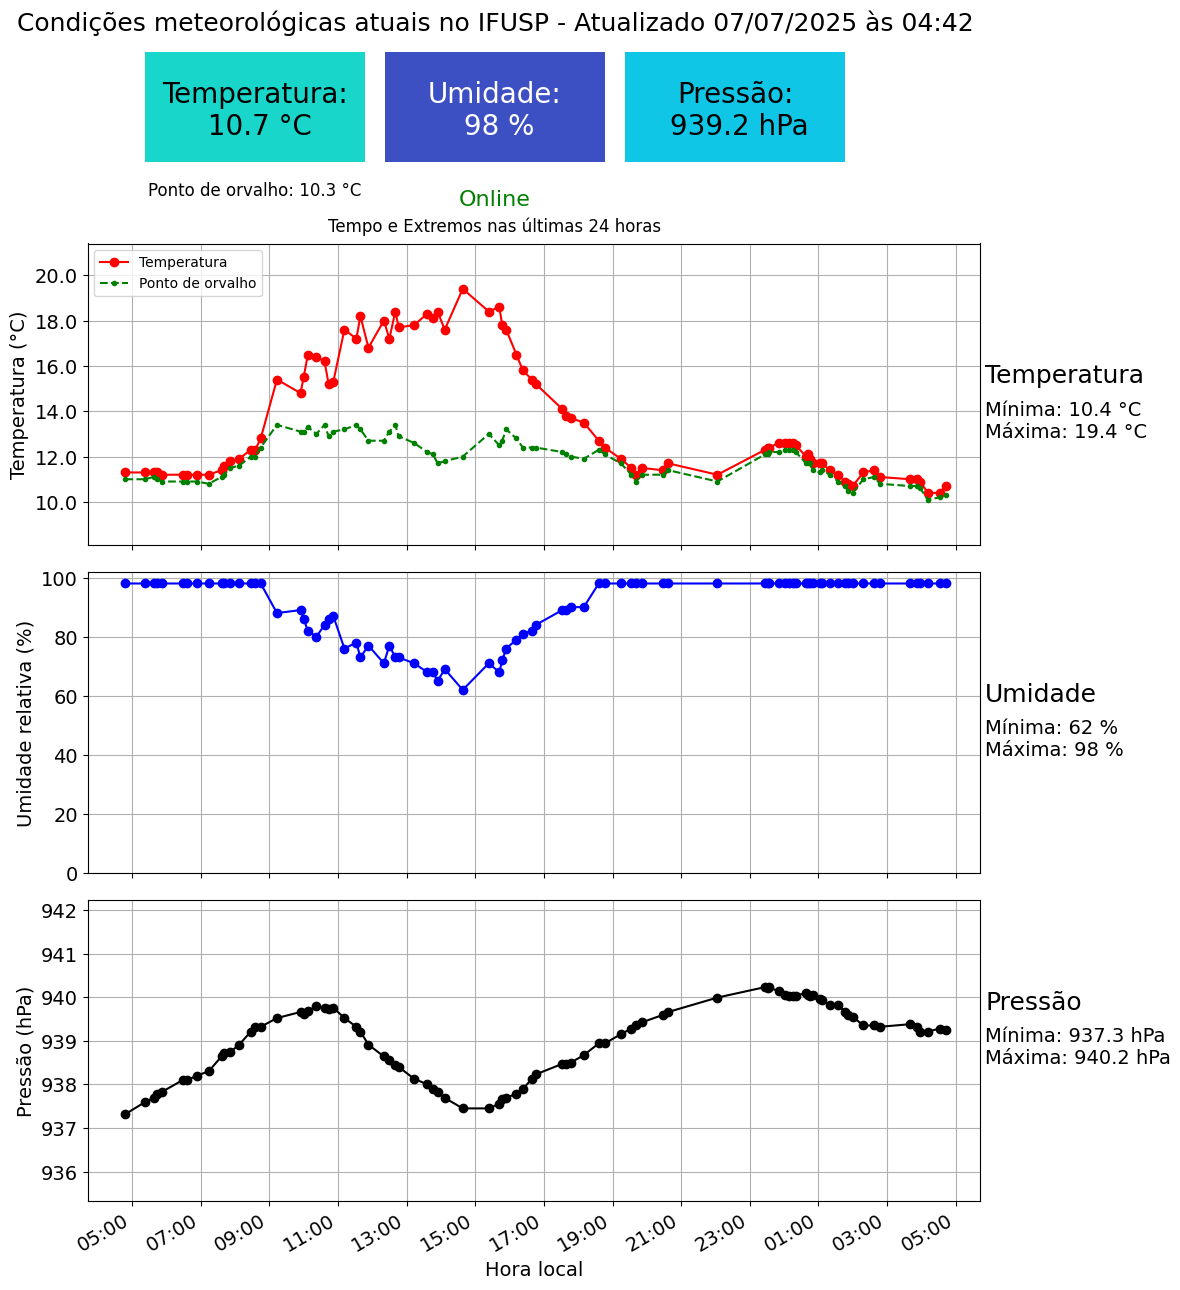 Condições meteorológicas atuais no IFUSP - Atualizado 07/07/2025 às 04:42
Temperatura:
10.7 °C
Umidade:
98 %
Pressão:
939.2 hPa
Ponto de orvalho: 10.3 °C
Online
Tempo e Extremos nas últimas 24 horas
Temperatura
Ponto de orvalho
Temperatura (°C)
20.0
18.0
16.0
14.0
12.0
10.0
Temperatura
Mínima: 10.4 °C
Máxima: 19.4 °C
Umidade relativa (%)
100
80
60
40
20
0
Umidade
Mínima: 62 %
Máxima: 98 %
Pressão (hPa)
942
941
940
939
938
937
936
Pressão
Mínima: 937.3 hPa
Máxima: 940.2 hPa
05:00
07:00
09:00
11:00
13:00
15:00
17:00
19:00
21:00
23:00
01:00
03:00
05:00
Hora local